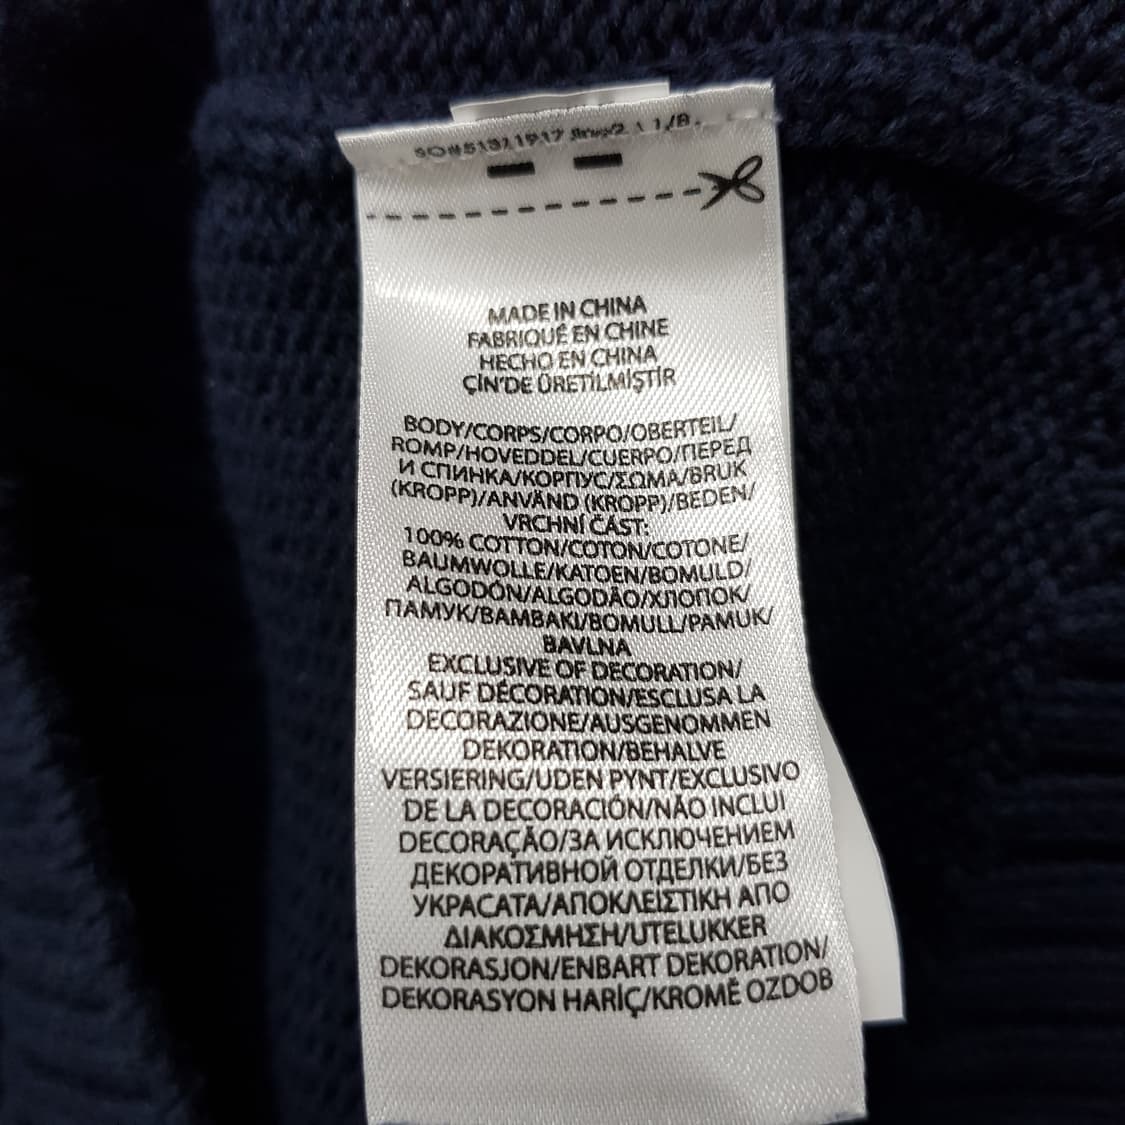 MADE IN CHINA
FABRIQUÉ EN CHINE
HECHO EN CHINA
ÇİN'DE ÜRETİLMİŞTİR
BODY/CORPS/CORPO/OBERTEIL/
ROMP/HOVEDDEL/CUERPO/ПЕРЕД
И СПИНКА/КОРПУС/ΣΩΜΑ/BRUK
(KROPP)/ANVÄND (KROPP)/BEDEN/
VRCHNÍ ČÁST:
100% COTTON/COTON/COTONE/
BAUMWOLLE/KATOEN/BOMULD/
ALGODÓN/ALGODÃO/ХЛОПОК/
ПАМУК/ΒΑΜΒΑΚΙ/BOMULL/PAMUK/
BAVLNA
EXCLUSIVE OF DECORATION/
SAUF DÉCORATION/ESCLUSA LA
DECORAZIONE/AUSGENOMMEN
DEKORATION/BEHALVE
VERSIERING/UDEN PYNT/EXCLUSIVO
DE LA DECORACIÓN/NÃO INCLUI
DECORAÇÃO/ЗА ИСКЛЮЧЕНИЕМ
ДЕКОРАТИВНОЙ ОТДЕЛКИ/БЕЗ
УКРАСАТА/ΑΠΟΚΛΕΙΣΤΙΚΗ ΑΠΟ
ΔΙΑΚΟΣΜΗΣΗ/UTELUKKER
DEKORASJON/ENBART DEKORATION/
DEKORASYON HARİÇ/KROMĚ OZDOB